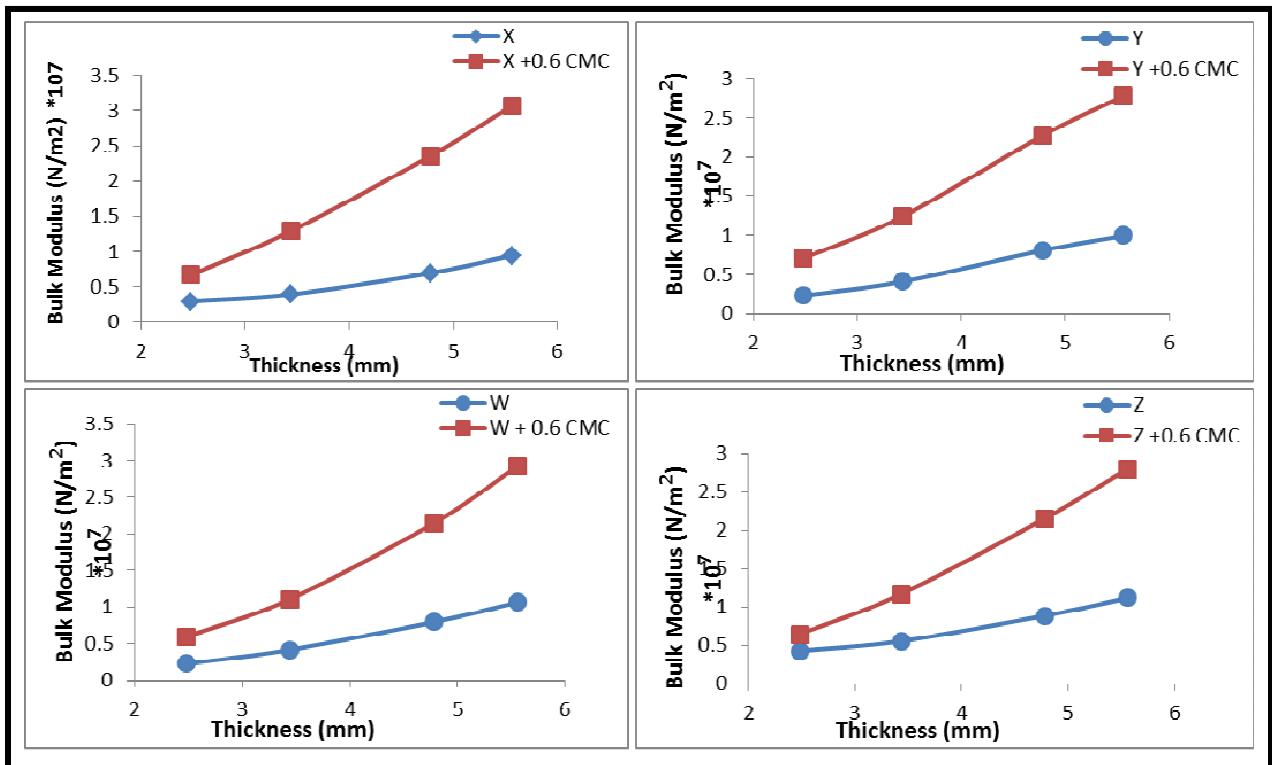 X
X +0.6 CMC
Bulk Modulus (N/m2) *107
3.5
3
2.5
2
1.5
1
0.5
0
2 3 4 5 6
Thickness (mm)
Y
Y +0.6 CMC
Bulk Modulus (N/m²)
*10⁷
3
2.5
2
1.5
1
0.5
0
2 3 4 5 6
Thickness (mm)
W
W + 0.6 CMC
Bulk Modulus (N/m²)
*10⁷
3.5
3
2.5
2
1.5
1
0.5
0
2 3 4 5 6
Thickness (mm)
Z
Z +0.6 CMC
Bulk Modulus (N/m²)
*10⁷
3
2.5
2
1.5
1
0.5
0
2 3 4 5 6
Thickness (mm)